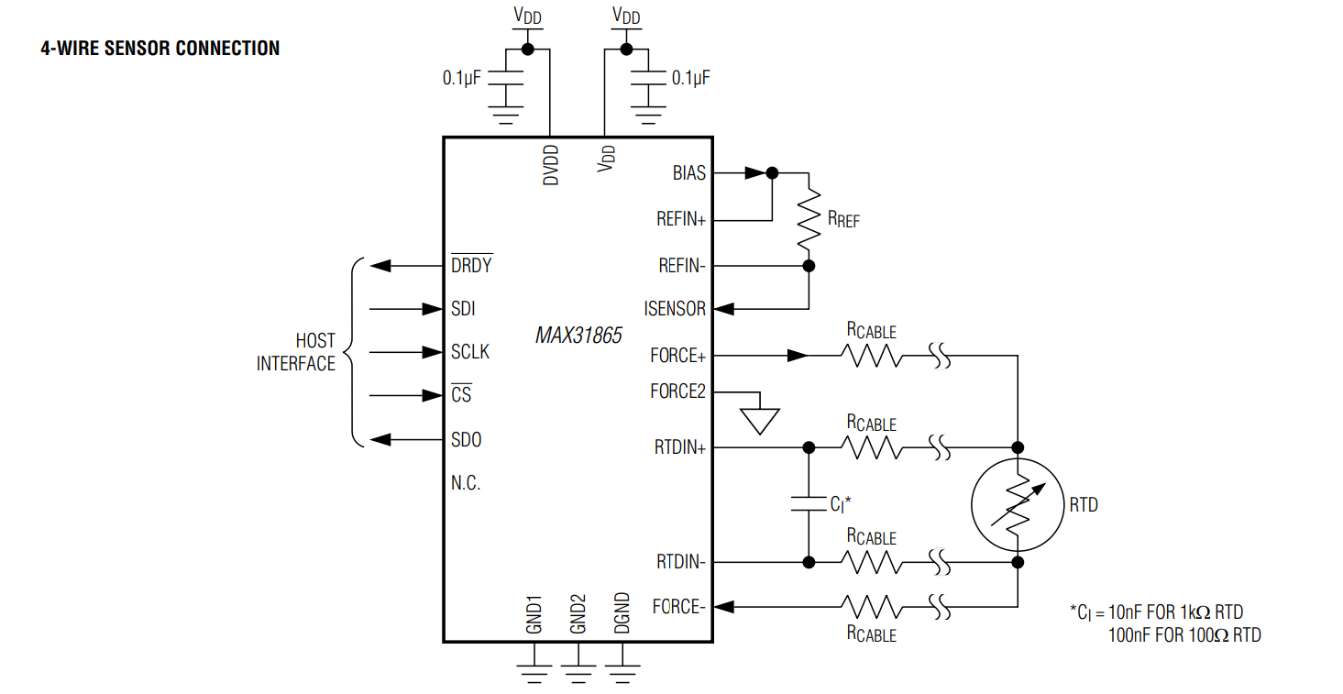 4-WIRE SENSOR CONNECTION
VDD
VDD
0.1µF
0.1µF
DVDD
VDD
BIAS
REFIN+
RREF
REFIN-
DRDY
SDI
ISENSOR
MAX31865
HOST
INTERFACE
SCLK
FORCE+
RCABLE
CS
FORCE2
SDO
RTDIN+
RCABLE
N.C.
CI*
RTD
RTDIN-
RCABLE
FORCE-
RCABLE
GND1
GND2
DGND
*CI = 10nF FOR 1kΩ RTD
100nF FOR 100Ω RTD